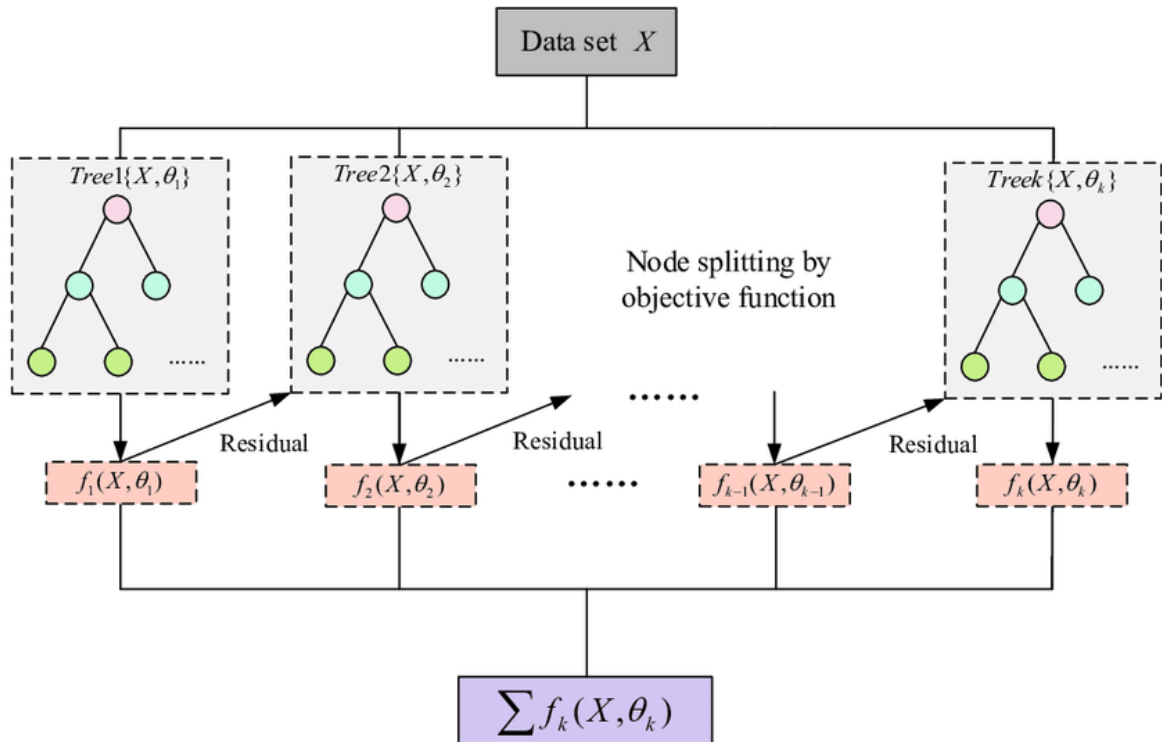 Data set X
Tree1{X,θ₁}
Tree2{X,θ₂}
Treek{X,θₖ}
Node splitting by
objective function
......
......
......
......
Residual
Residual
Residual
f₁(X,θ₁)
f₂(X,θ₂)
......
fₖ₋₁(X,θₖ₋₁)
fₖ(X,θₖ)
∑fₖ(X,θₖ)